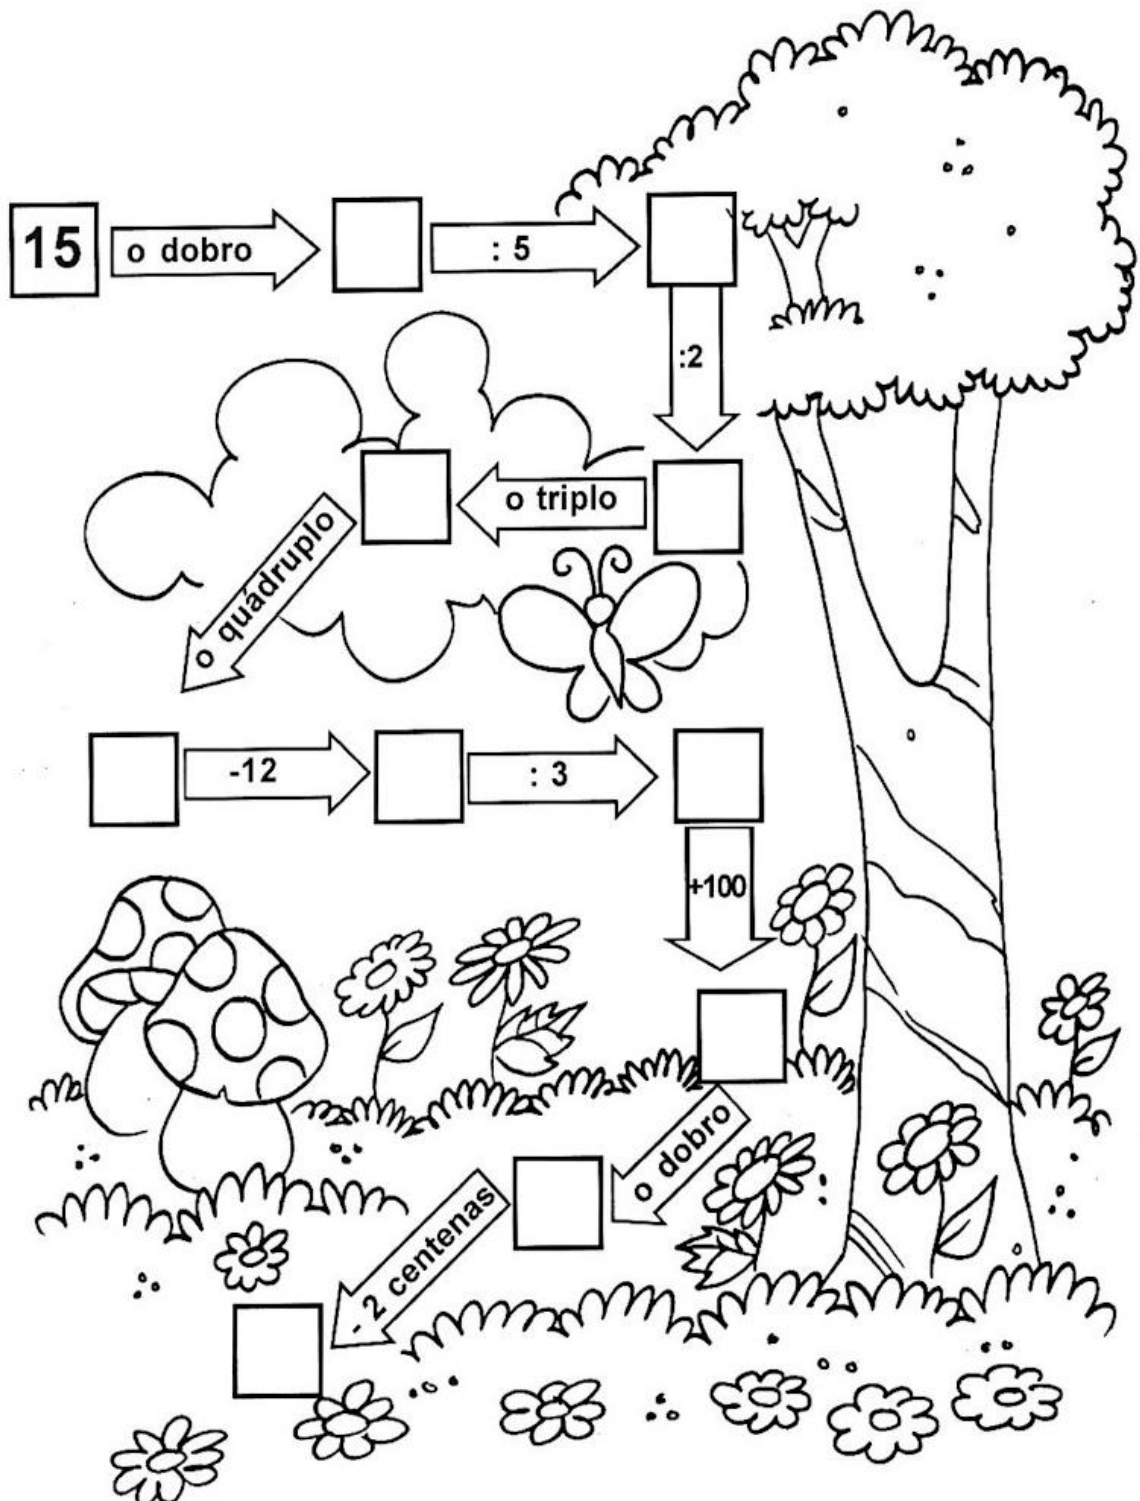 15
o dobro
: 5
:2
o triplo
o quádruplo
-12
: 3
+100
o dobro
- 2 centenas